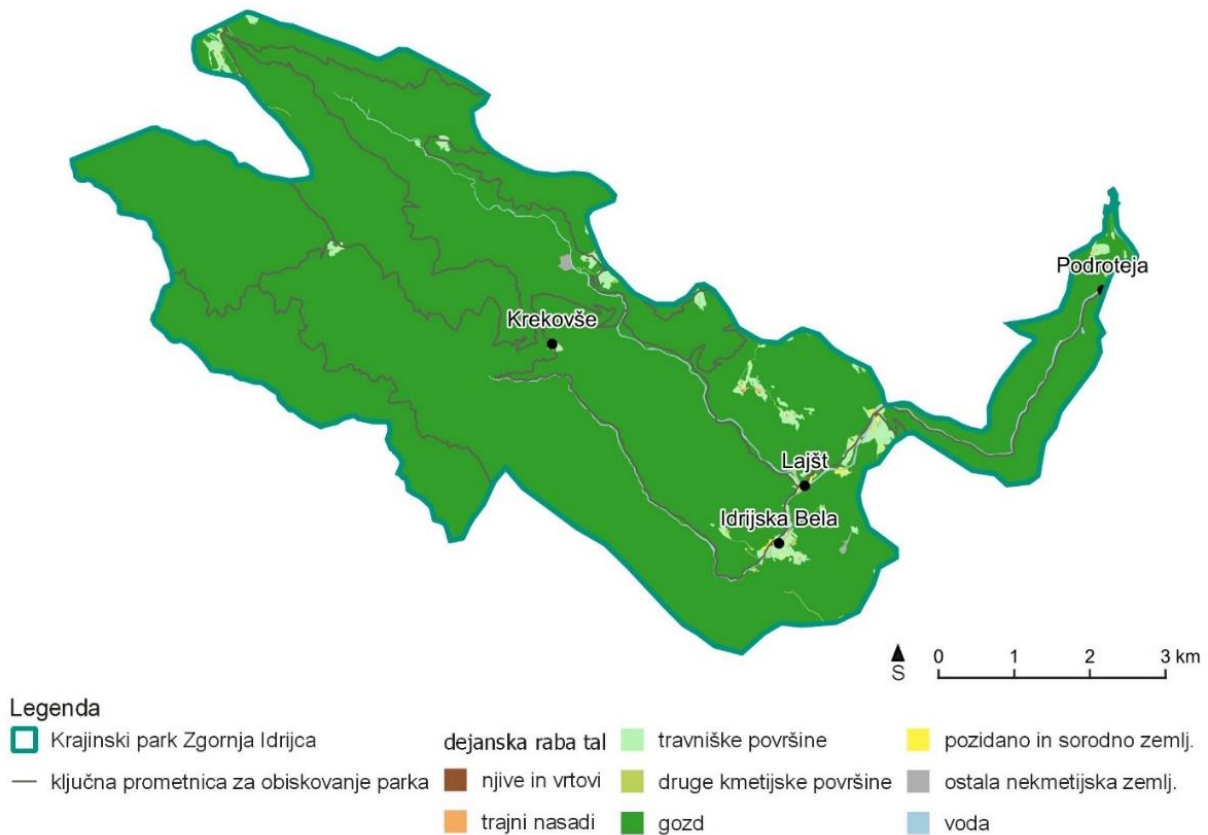 Podroteja
Krekovše
Lajšt
Idrijska Bela
S
0 1 2 3 km
Legenda
Krajinski park Zgornja Idrijca
ključna prometnica za obiskovanje parka
dejanska raba tal
njive in vrtovi
trajni nasadi
travniške površine
druge kmetijske površine
gozd
pozidano in sorodno zemlj.
ostala nekmetijska zemlj.
voda